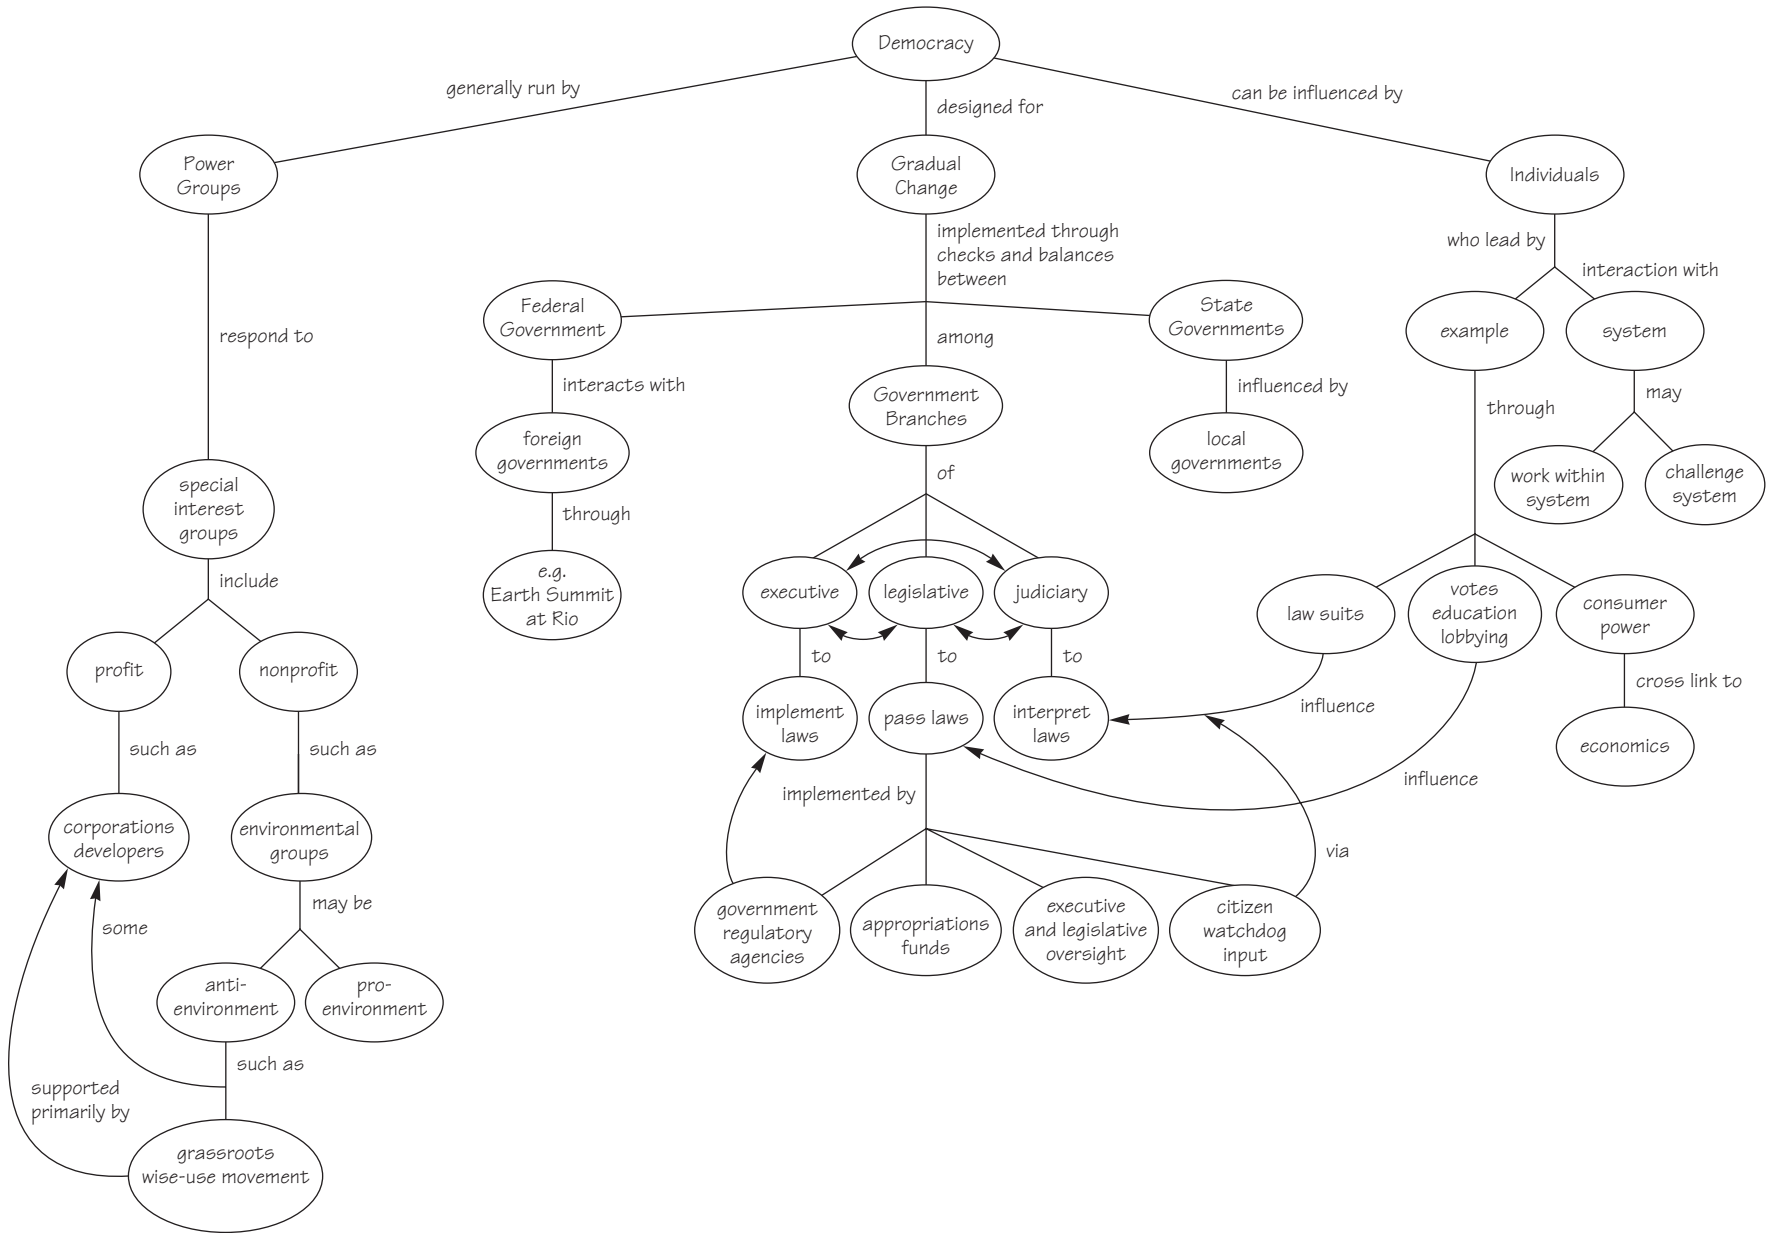 Democracy
generally run by
designed for
can be influenced by
Power
Groups
Gradual
Change
Individuals
implemented through
checks and balances
between
who lead by
interaction with
Federal
Government
State
Governments
example
system
respond to
among
interacts with
influenced by
may
through
Government
Branches
foreign
governments
local
governments
work within
system
challenge
system
of
special
interest
groups
through
include
e.g.
Earth Summit
at Rio
executive
legislative
judiciary
law suits
votes
education
lobbying
consumer
power
profit
nonprofit
to
to
to
cross link to
influence
implement
laws
pass laws
interpret
laws
economics
such as
such as
influence
implemented by
corporations
developers
environmental
groups
via
may be
some
government
regulatory
agencies
appropriations
funds
executive
and legislative
oversight
citizen
watchdog
input
anti-
environment
pro-
environment
such as
supported
primarily by
grassroots
wise-use movement